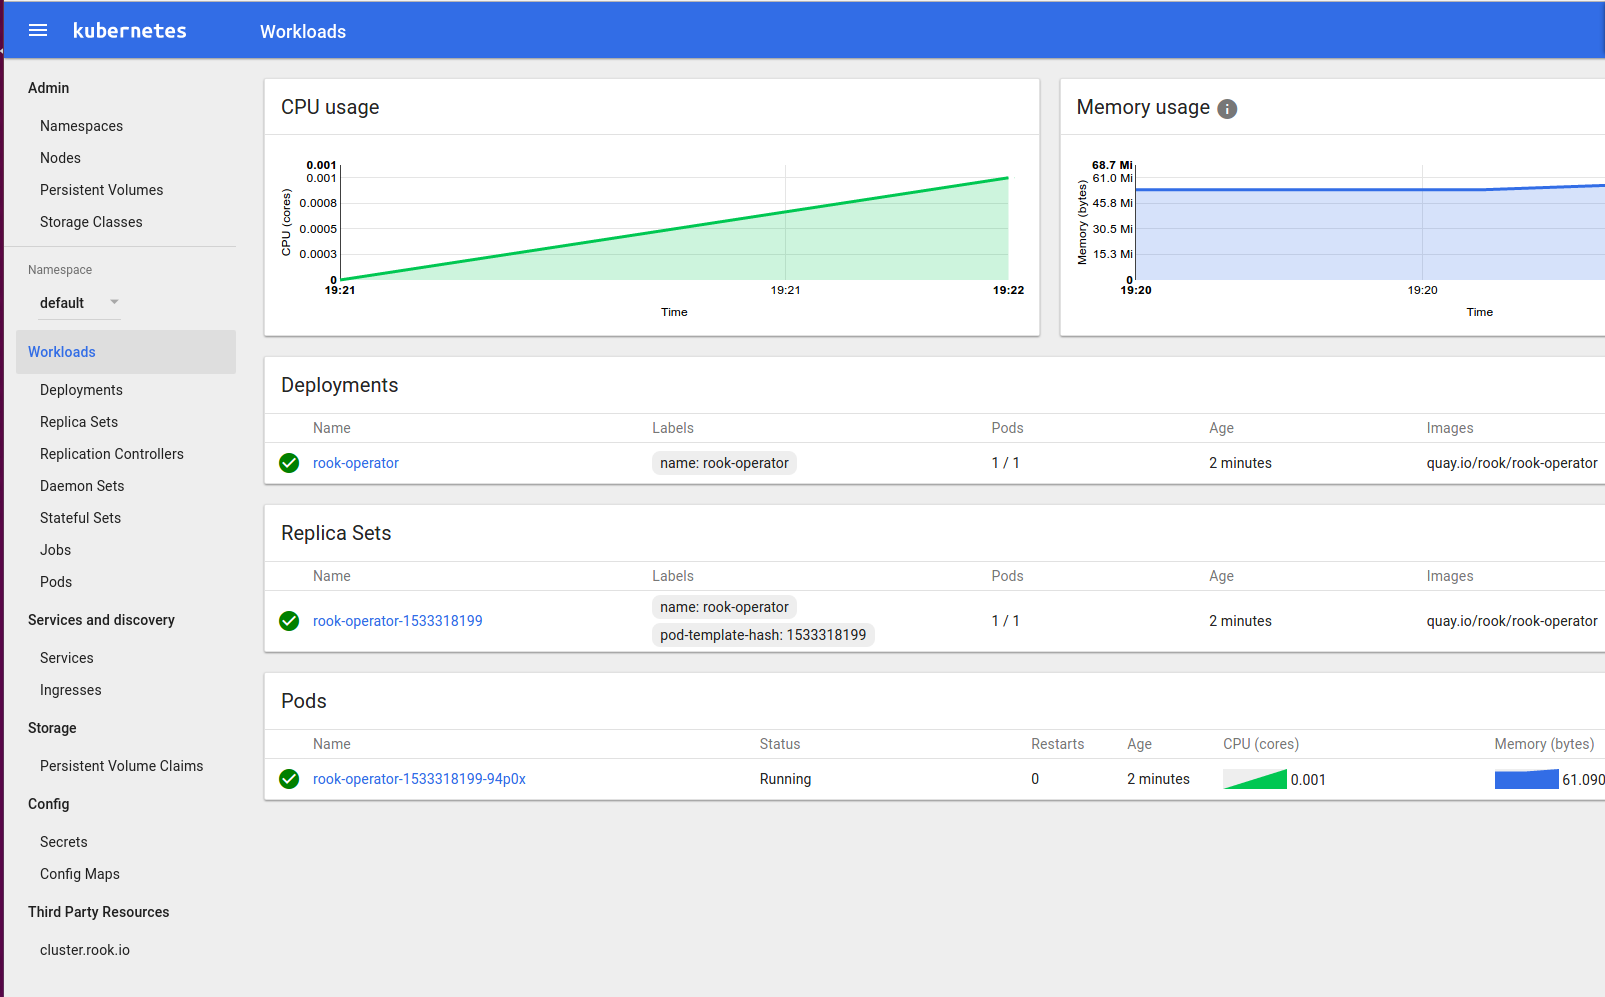 kubernetes Workloads
Admin
Namespaces
Nodes
Persistent Volumes
Storage Classes
Namespace
default
Workloads
Deployments
Replica Sets
Replication Controllers
Daemon Sets
Stateful Sets
Jobs
Pods
Services and discovery
Services
Ingresses
Storage
Persistent Volume Claims
Config
Secrets
Config Maps
Third Party Resources
cluster.rook.io
CPU usage
CPU (cores)
0.001
0.001
0.0008
0.0005
0.0003
0
19:21 19:21 19:22
Time
Memory usage
Memory (bytes)
68.7 Mi
61.0 Mi
45.8 Mi
30.5 Mi
15.3 Mi
0
19:20 19:20
Time
Deployments
Name Labels Pods Age Images
rook-operator name: rook-operator 1 / 1 2 minutes quay.io/rook/rook-operator
Replica Sets
Name Labels Pods Age Images
name: rook-operator
rook-operator-1533318199 1 / 1 2 minutes quay.io/rook/rook-operator
pod-template-hash: 1533318199
Pods
Name Status Restarts Age CPU (cores) Memory (bytes)
rook-operator-1533318199-94p0x Running 0 2 minutes 0.001 61.090